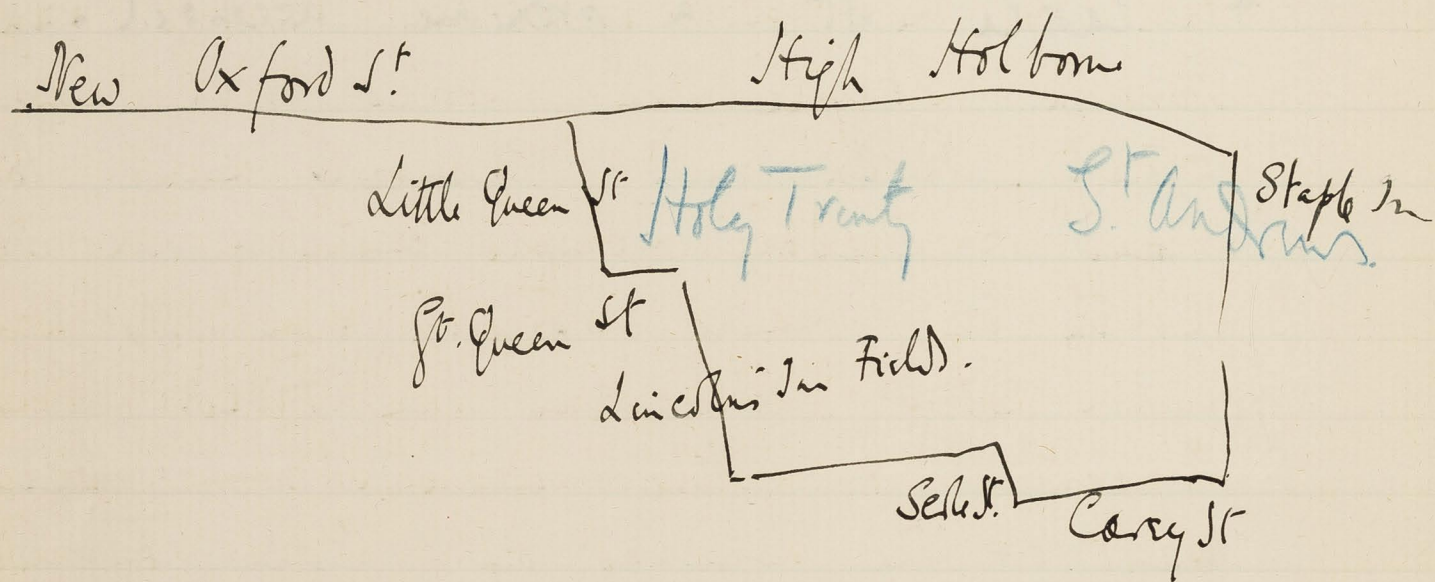 New Oxford St. High Holborn
Little Queen St Holy Trinity St Andrews. Staple Inn
Gt. Queen St
Lincoln's Inn Fields.
Serle St.
Carey St